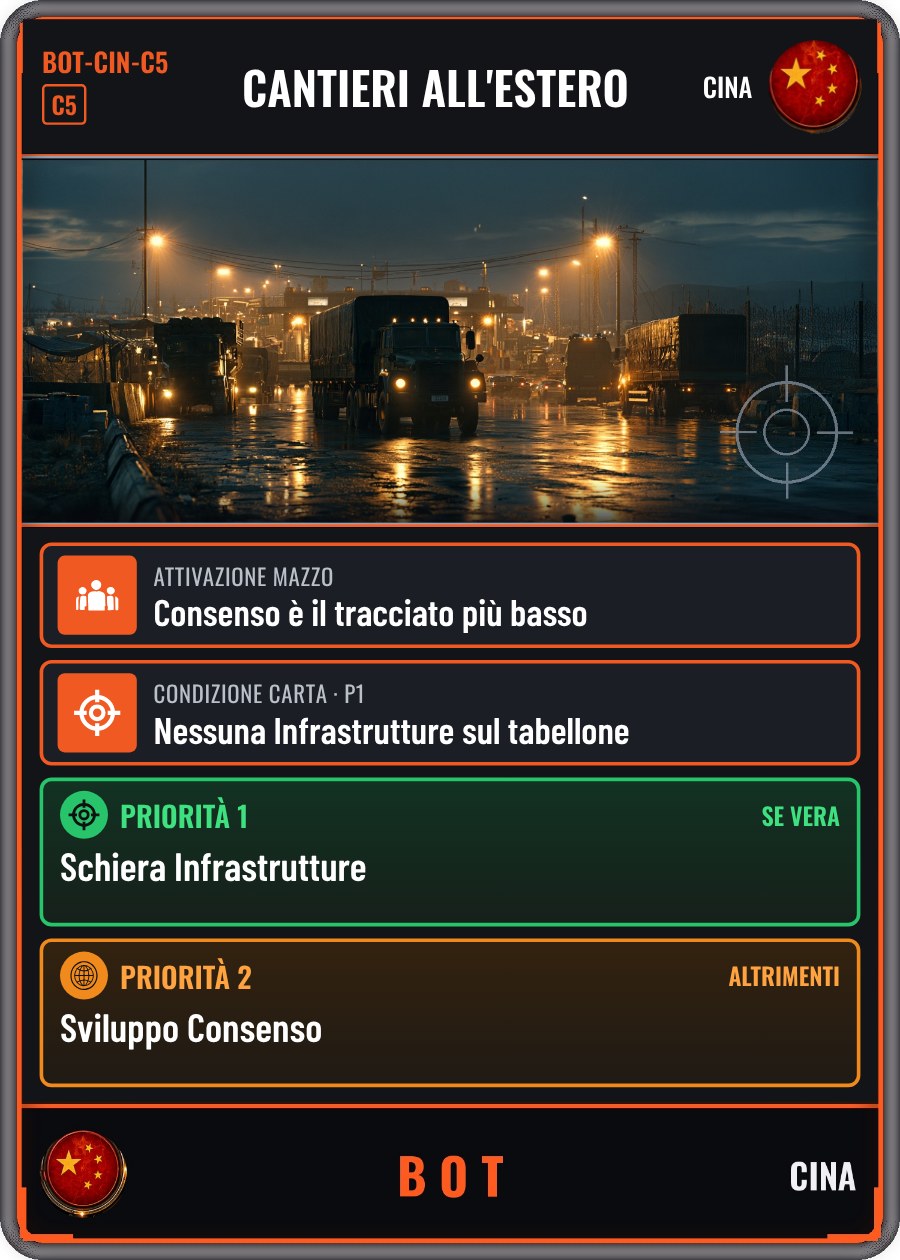 BOT-CIN-C5
C5
CANTIERI ALL'ESTERO
CINA
ATTIVAZIONE MAZZO
Consenso è il tracciato più basso
CONDIZIONE CARTA · P1
Nessuna Infrastrutture sul tabellone
PRIORITÀ 1
SE VERA
Schiera Infrastrutture
PRIORITÀ 2
ALTRIMENTI
Sviluppo Consenso
BOT
CINA